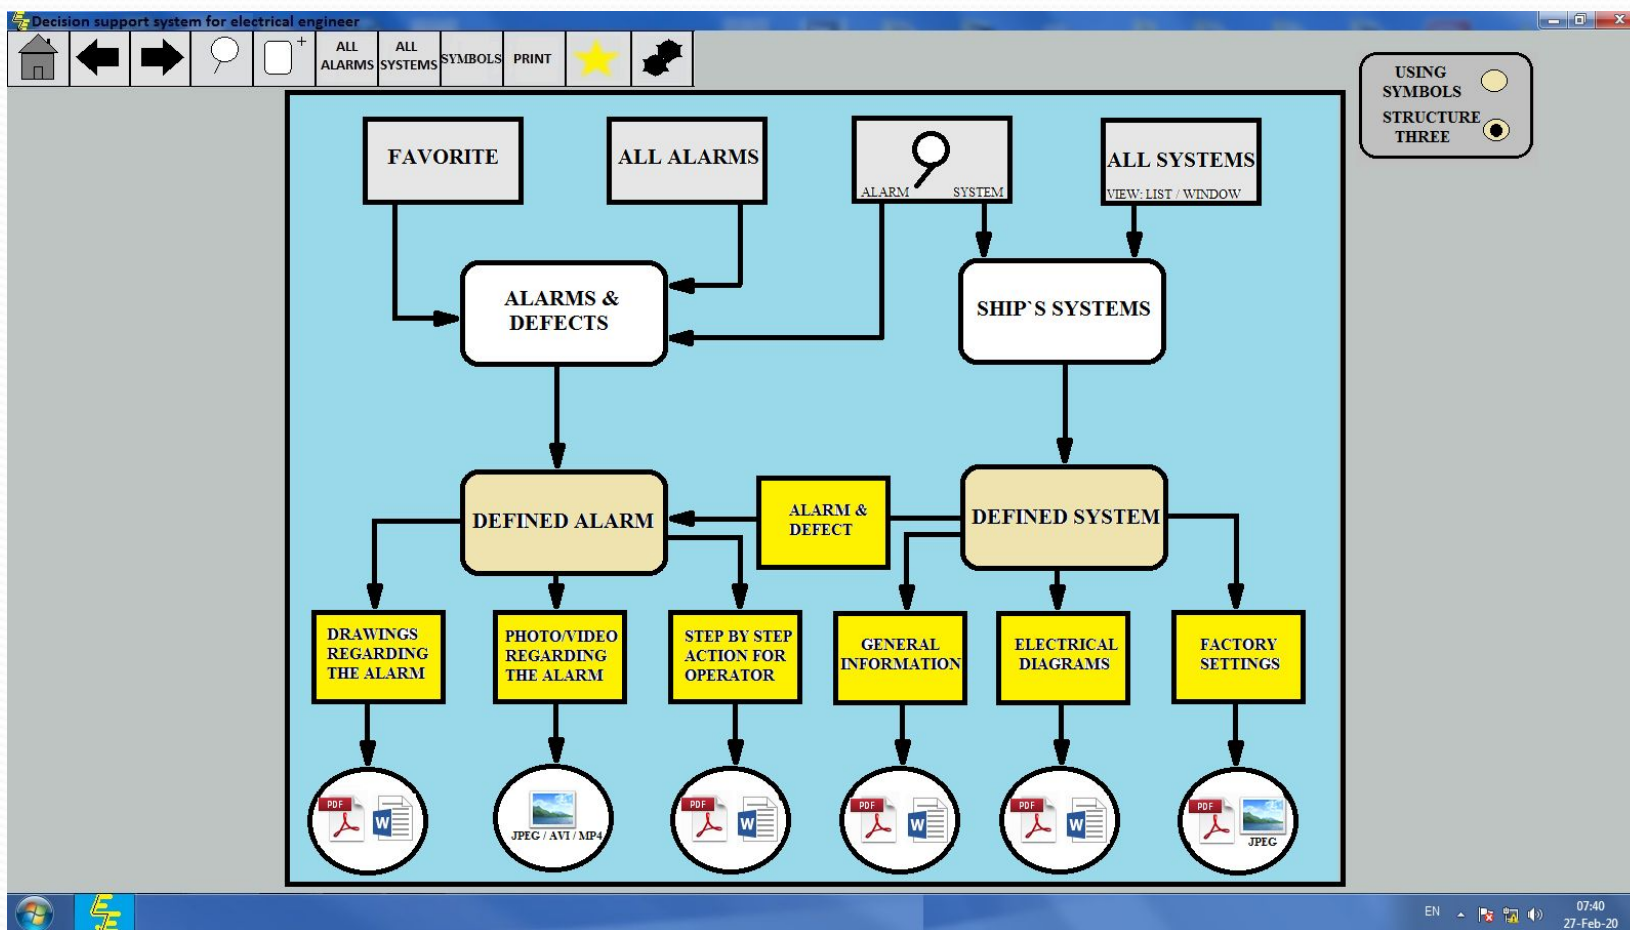 Decision support system for electrical engineer
ALL
ALARMS
ALL
SYSTEMS
SYMBOLS
PRINT
USING
SYMBOLS
STRUCTURE
THREE
FAVORITE
ALL ALARMS
ALARM
SYSTEM
ALL SYSTEMS
VIEW: LIST / WINDOW
ALARMS &
DEFECTS
SHIP`S SYSTEMS
DEFINED ALARM
ALARM &
DEFECT
DEFINED SYSTEM
DRAWINGS
REGARDING
THE ALARM
PHOTO/VIDEO
REGARDING
THE ALARM
STEP BY STEP
ACTION FOR
OPERATOR
GENERAL
INFORMATION
ELECTRICAL
DIAGRAMS
FACTORY
SETTINGS
PDF
W
JPEG / AVI / MP4
PDF
W
PDF
W
PDF
W
PDF
JPEG
EN
07:40
27-Feb-20